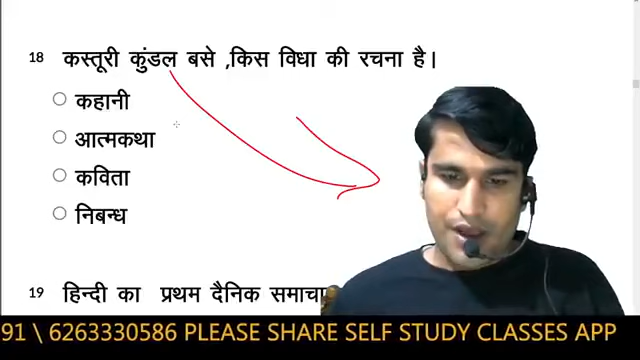 18 कस्तूरी कुंडल बसे ,किस विधा की रचना है।
कहानी
आत्मकथा
कविता
निबन्ध
19 हिन्दी का प्रथम दैनिक
91 \ 6263330586 PLEASE SHARE SELF STUDY CLASSES APP